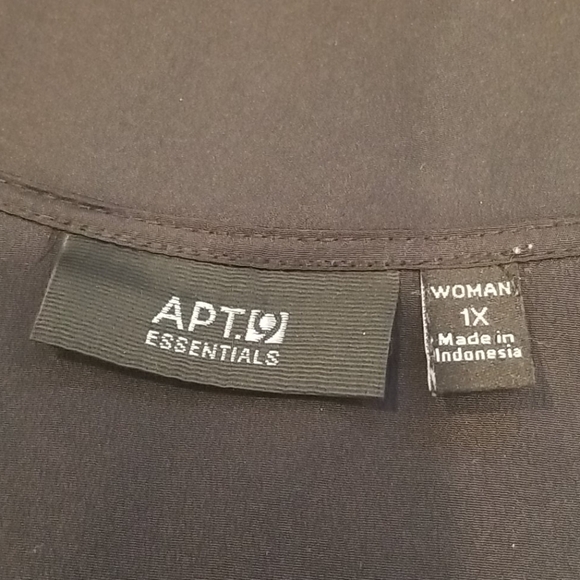 APT.9
ESSENTIALS
WOMAN
1X
Made in
Indonesia